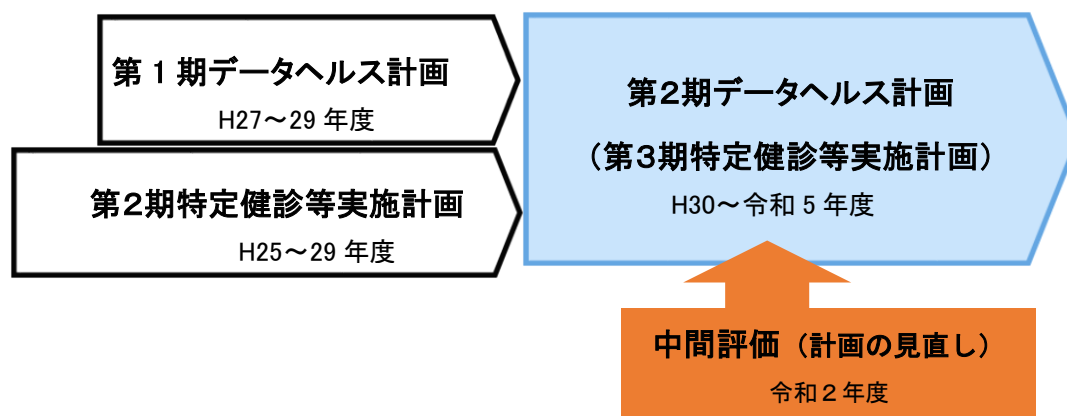 第１期データヘルス計画
H27～29 年度
第２期特定健診等実施計画
H25～29 年度
第２期データヘルス計画
（第３期特定健診等実施計画）
H30～令和 5 年度
中間評価（計画の見直し）
令和２年度